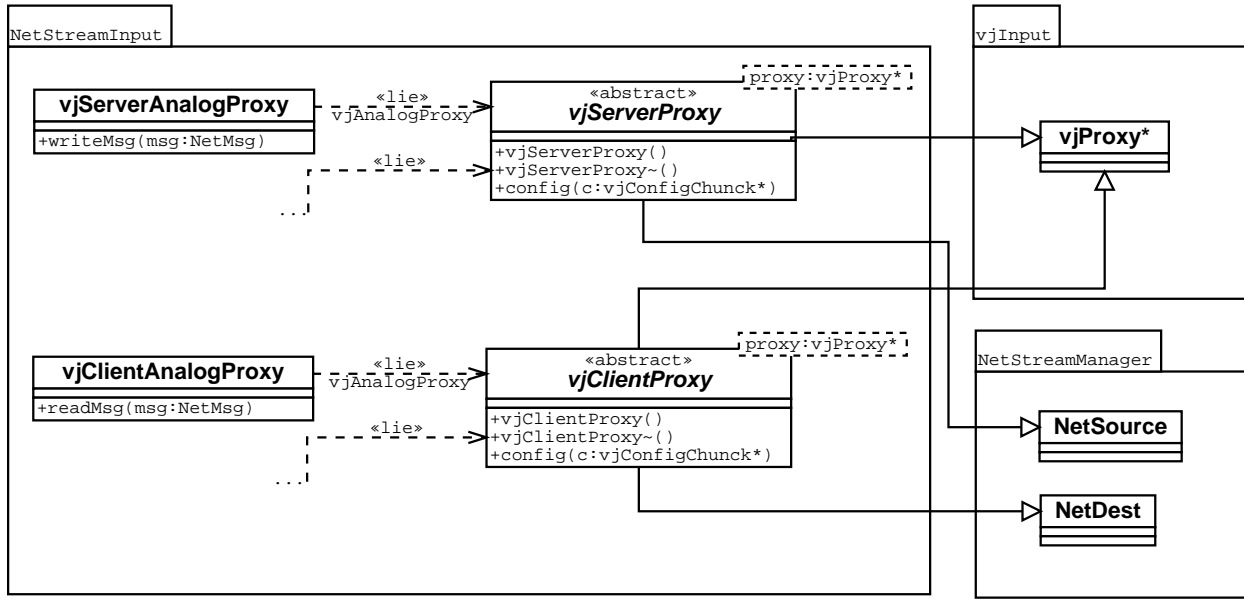 NetStreamInput
vjInput
vjServerAnalogProxy
+writeMsg(msg:NetMsg)
«lie»
vjAnalogProxy
«lie»
...
proxy:vjProxy*
«abstract»
vjServerProxy
+vjServerProxy()
+vjServerProxy~()
+config(c:vjConfigChunck*)
vjProxy*
vjClientAnalogProxy
+readMsg(msg:NetMsg)
«lie»
vjAnalogProxy
«lie»
...
proxy:vjProxy*
«abstract»
vjClientProxy
+vjClientProxy()
+vjClientProxy~()
+config(c:vjConfigChunck*)
NetStreamManager
NetSource
NetDest